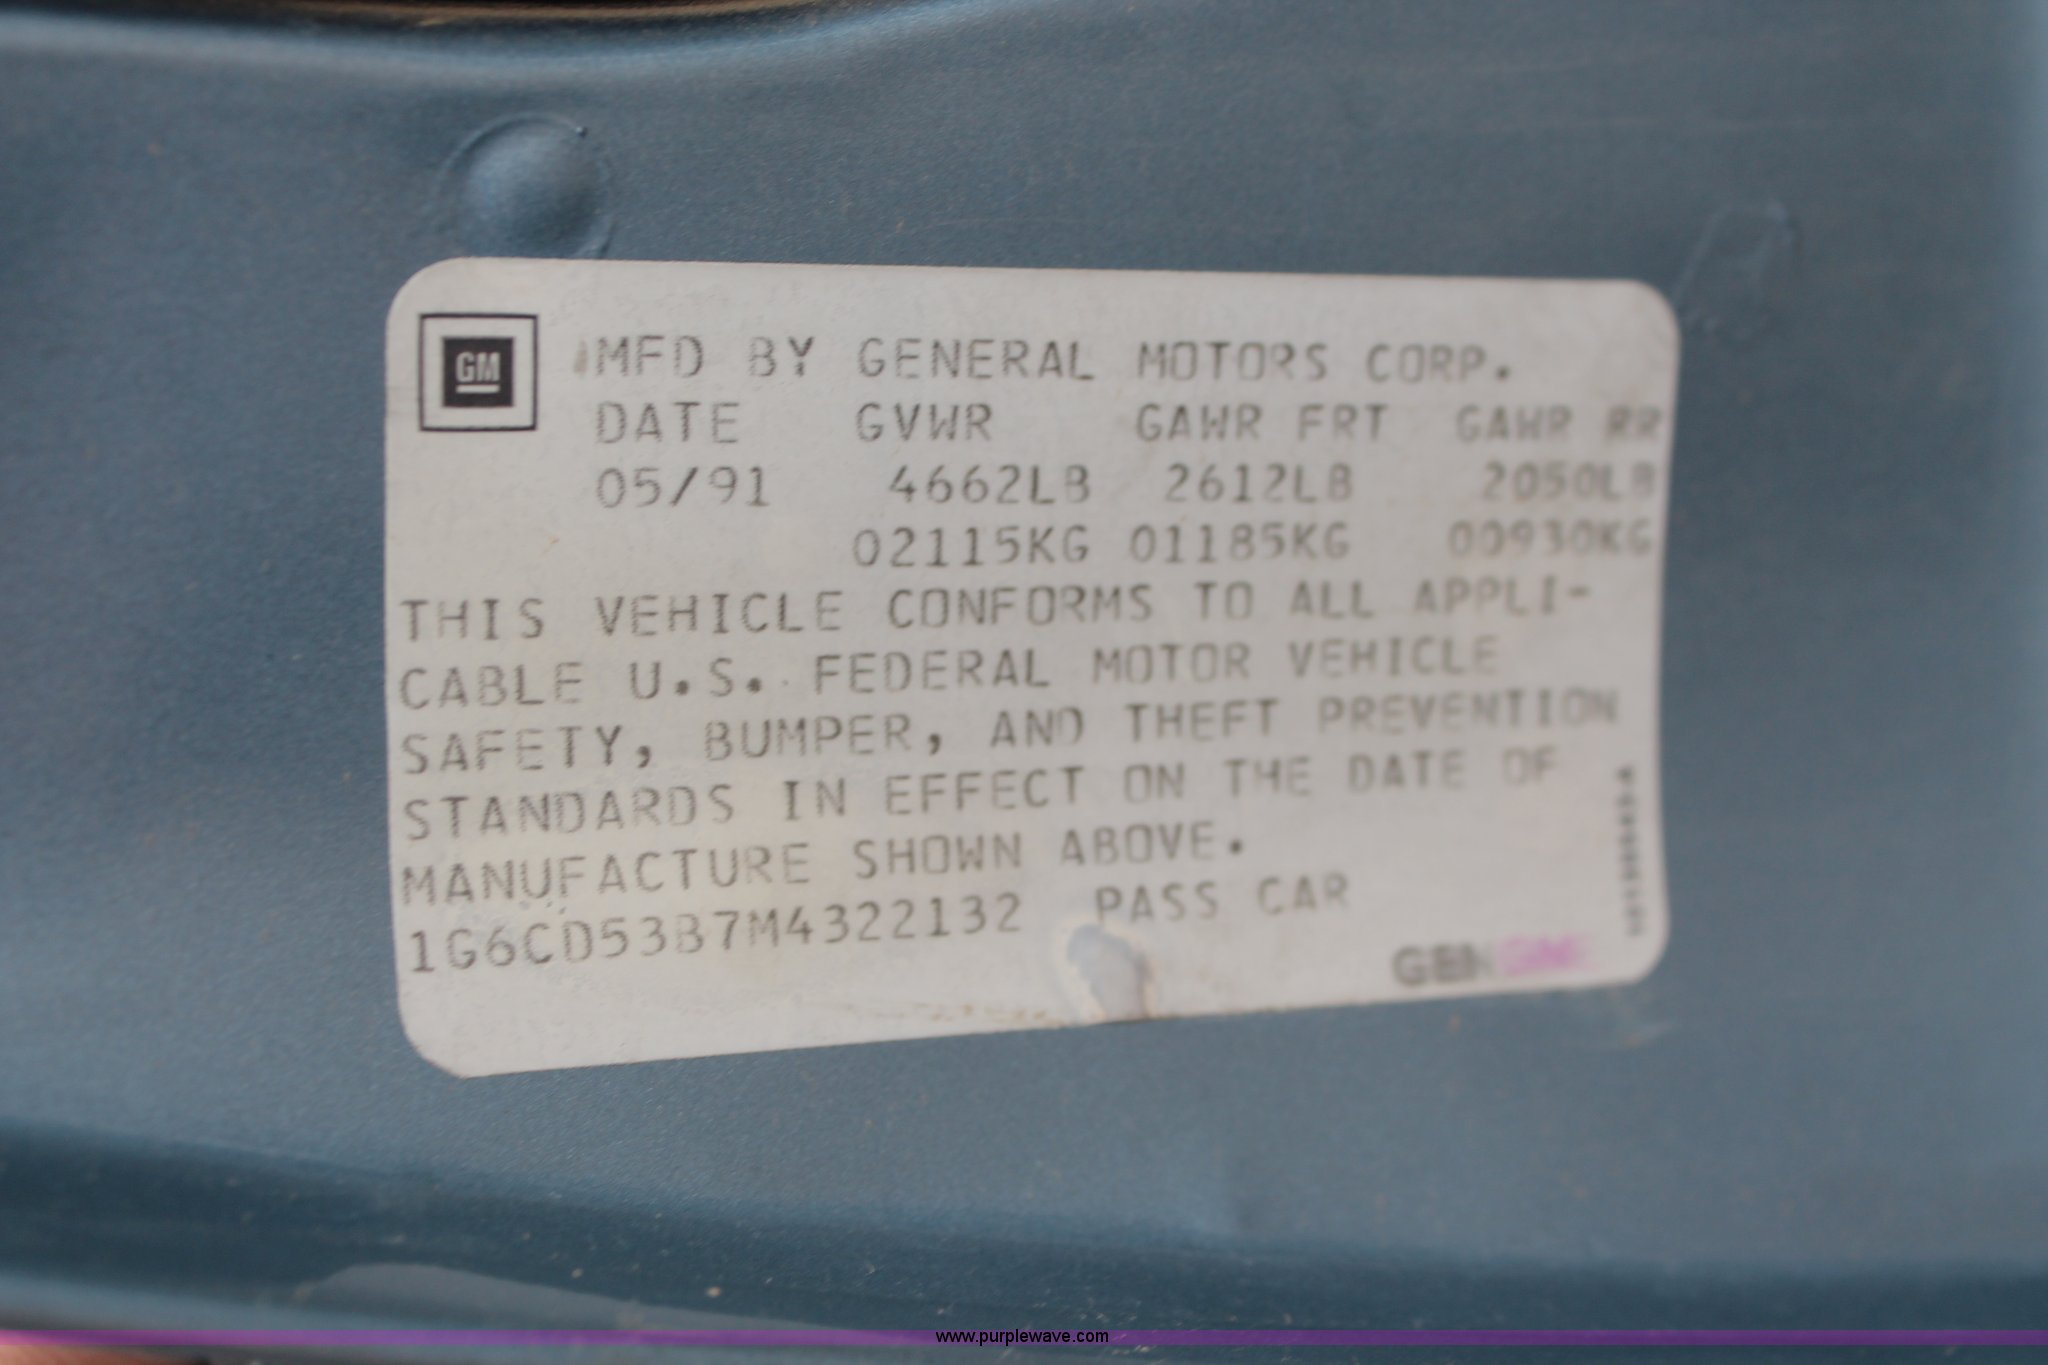 GM
MFD BY GENERAL MOTORS CORP.
DATE GVWR GAWR FRT GAWR RR
05/91 4662LB 2612LB 2050LB
02115KG 01185KG 00930KG
THIS VEHICLE CONFORMS TO ALL APPLI-
CABLE U.S. FEDERAL MOTOR VEHICLE
SAFETY, BUMPER, AND THEFT PREVENTION
STANDARDS IN EFFECT ON THE DATE OF
MANUFACTURE SHOWN ABOVE.
1G6CD53B7M4322132 PASS CAR
GENGM
www.purplewave.com